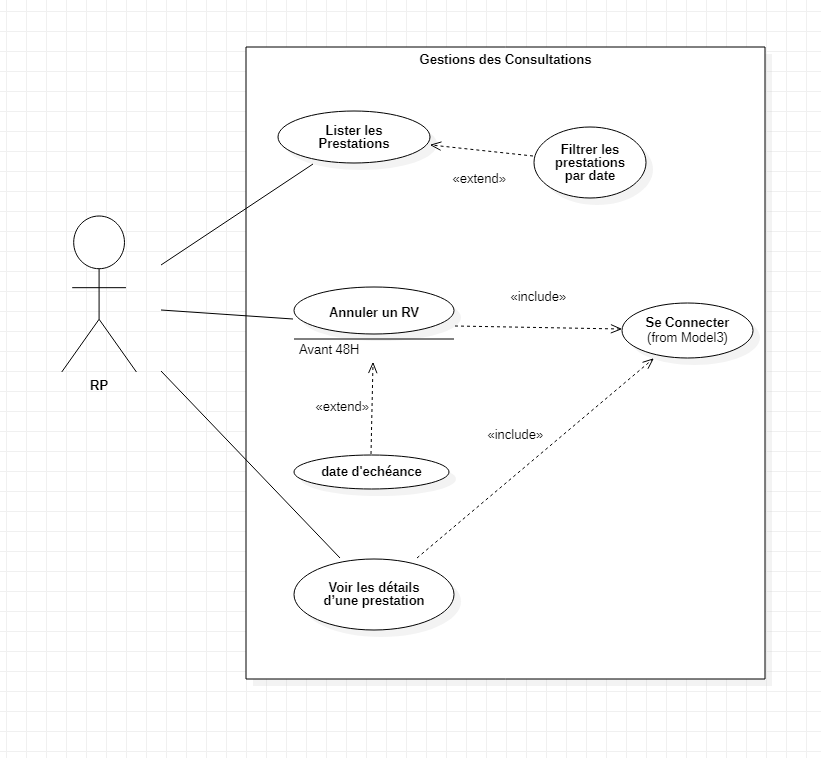 Gestions des Consultations
Lister les
Prestations
Filtrer les
prestations
par date
«extend»
Annuler un RV
Avant 48H
«include»
Se Connecter
(from Model3)
RP
«extend»
«include»
date d'echéance
Voir les détails
d'une prestation